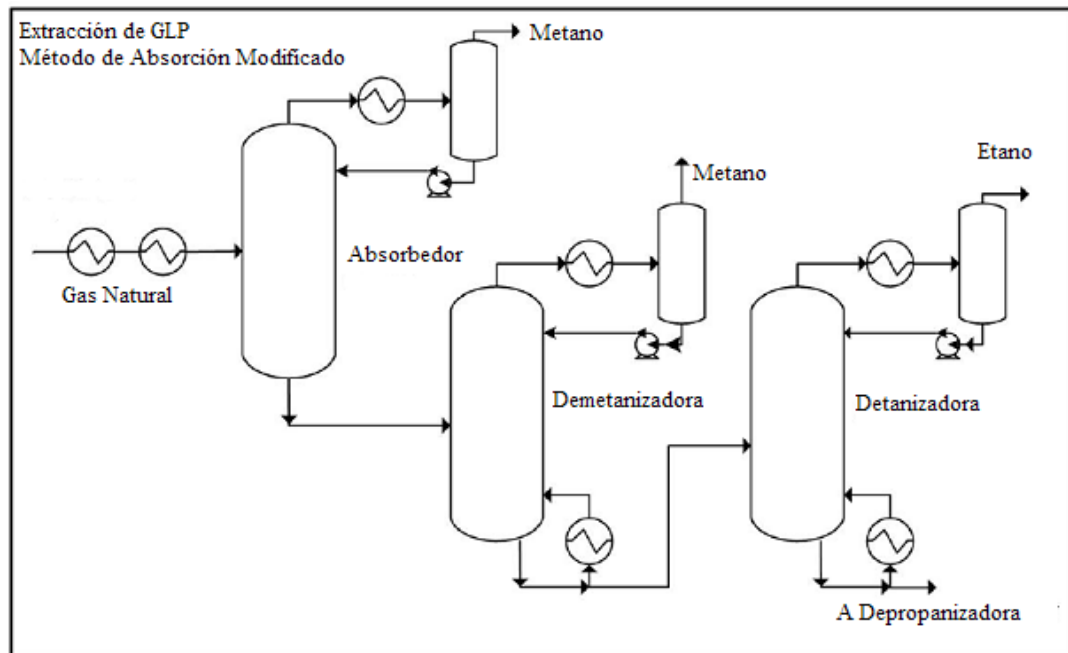 Extracción de GLP
Método de Absorción Modificado
Metano
Etano
Metano
Absorbedor
Gas Natural
Demetanizadora
Detanizadora
A Depropanizadora